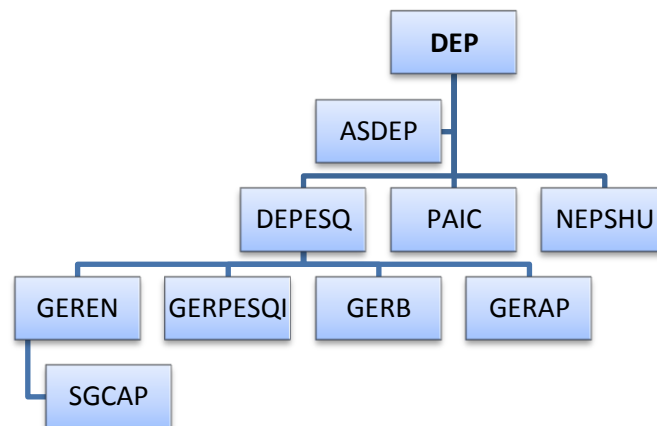 DEP
ASDEP
DEPESQ
PAIC
NEPSHU
GEREN
GERPESQI
GERB
GERAP
SGCAP